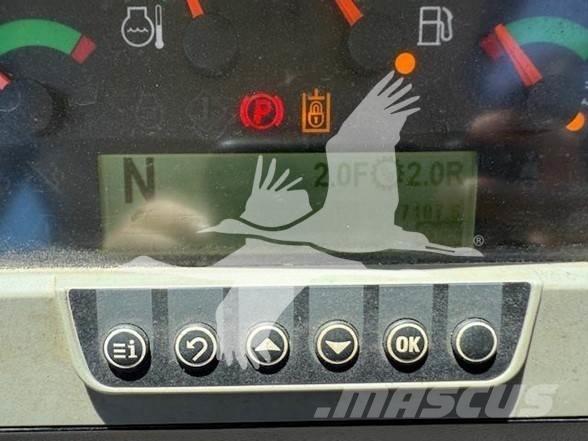 P
N 2.0F 2.0R
OK
MASCUS